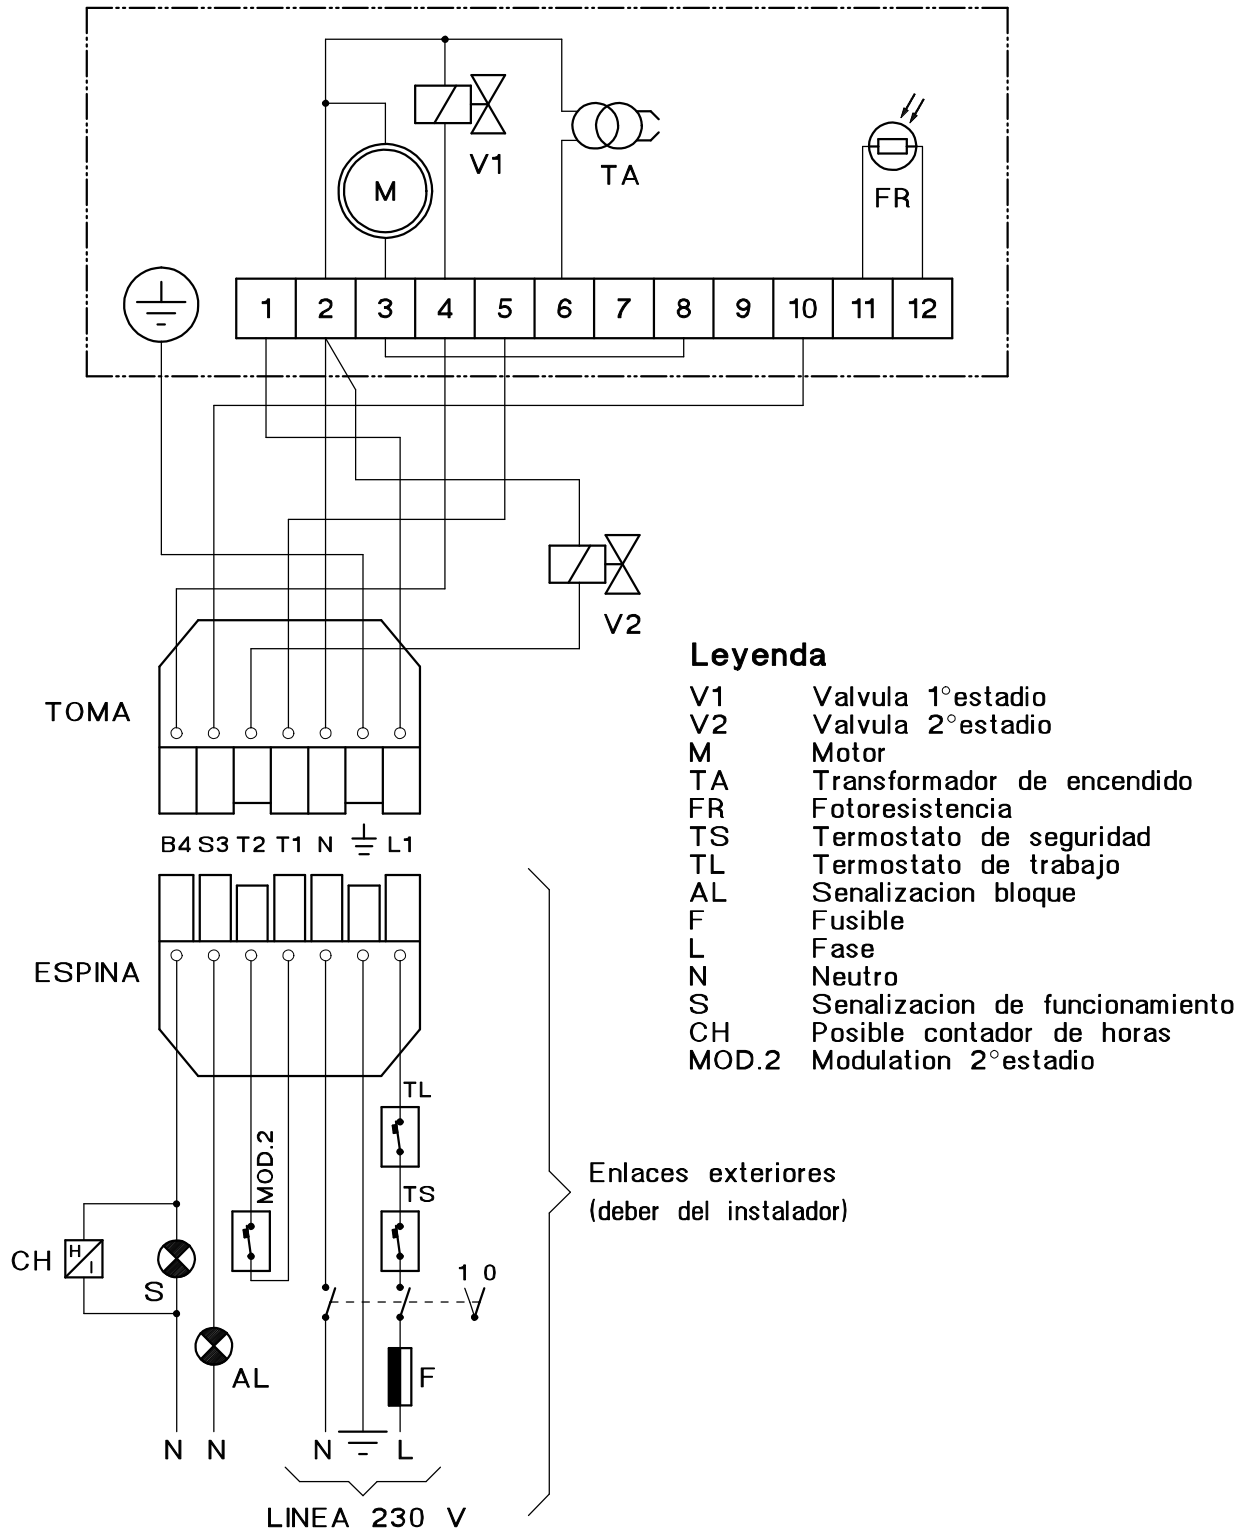 V1
TA
M
FR
1 2 3 4 5 6 7 8 9 10 11 12
V2
TOMA
B4 S3 T2 T1 N L1
ESPINA
Leyenda
V1 Valvula 1°estadio
V2 Valvula 2°estadio
M Motor
TA Transformador de encendido
FR Fotoresistencia
TS Termostato de seguridad
TL Termostato de trabajo
AL Senalizacion bloque
F Fusible
L Fase
N Neutro
S Senalizacion de funcionamiento
CH Posible contador de horas
MOD.2 Modulation 2°estadio
TL
MOD.2
TS
Enlaces exteriores
(deber del instalador)
CH
H
I
S
1 0
AL
F
N N N L
LINEA 230 V